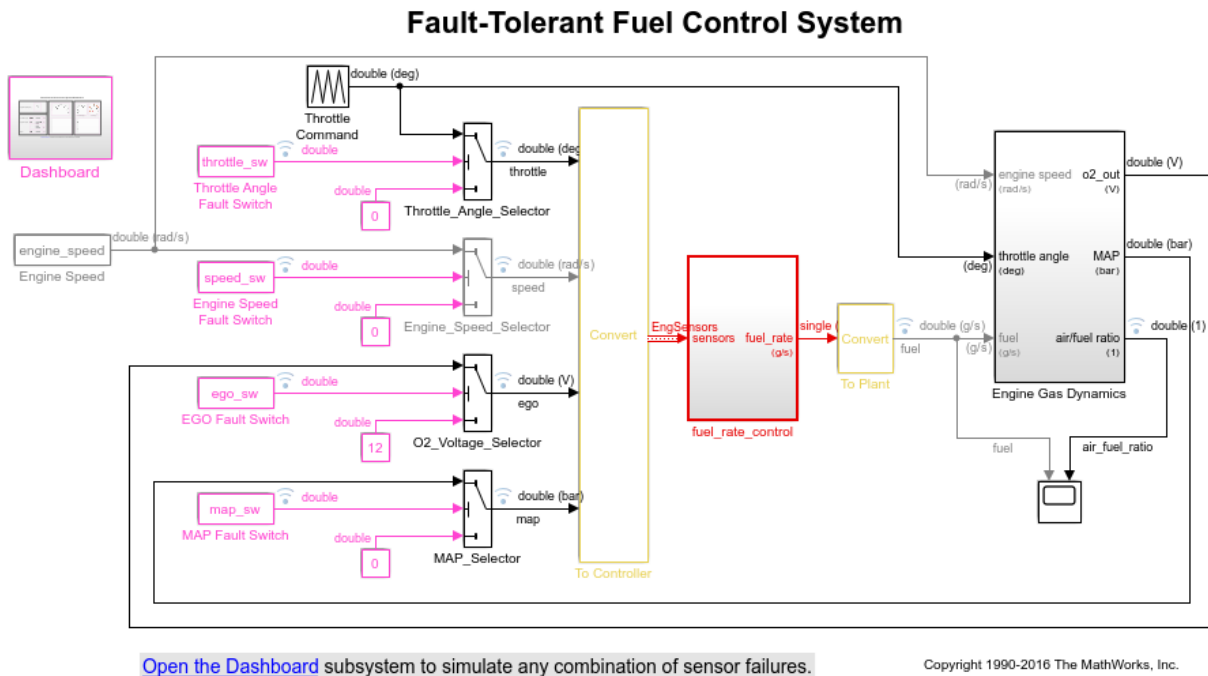 Fault-Tolerant Fuel Control System
double (deg)
Throttle
Command
Dashboard
throttle_sw
double
Throttle Angle
Fault Switch
double
0
double (deg
throttle
Throttle_Angle_Selector
engine_speed
double (rad/s)
Engine Speed
speed_sw
double
Engine Speed
Fault Switch
double
0
double (rad/s)
speed
Engine_Speed_Selector
ego_sw
double
EGO Fault Switch
double
12
double (V)
ego
O2_Voltage_Selector
map_sw
double
MAP Fault Switch
double
0
double (bar)
map
MAP_Selector
Convert
To Controller
EngSensors
sensors
fuel_rate
(g/s)
fuel_rate_control
single (
Convert
To Plant
double (g/s)
fuel
(g/s)
(rad/s)
engine speed
(rad/s)
o2_out
(V)
double (V)
(deg)
throttle angle
(deg)
MAP
(bar)
double (bar)
fuel
(g/s)
air/fuel ratio
(1)
double (1)
Engine Gas Dynamics
fuel
air_fuel_ratio
Open the Dashboard subsystem to simulate any combination of sensor failures.
Copyright 1990-2016 The MathWorks, Inc.